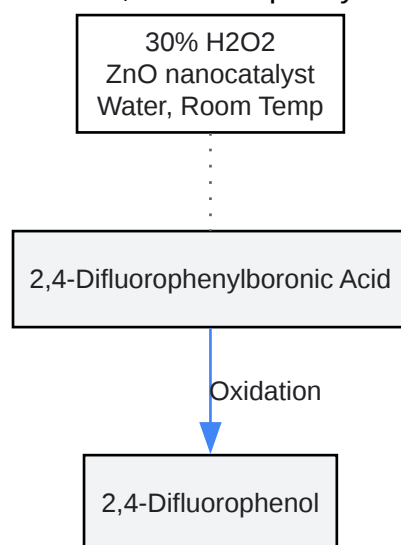 30% H2O2
ZnO nanocatalyst
Water, Room Temp
2,4-Difluorophenylboronic Acid
Oxidation
2,4-Difluorophenol